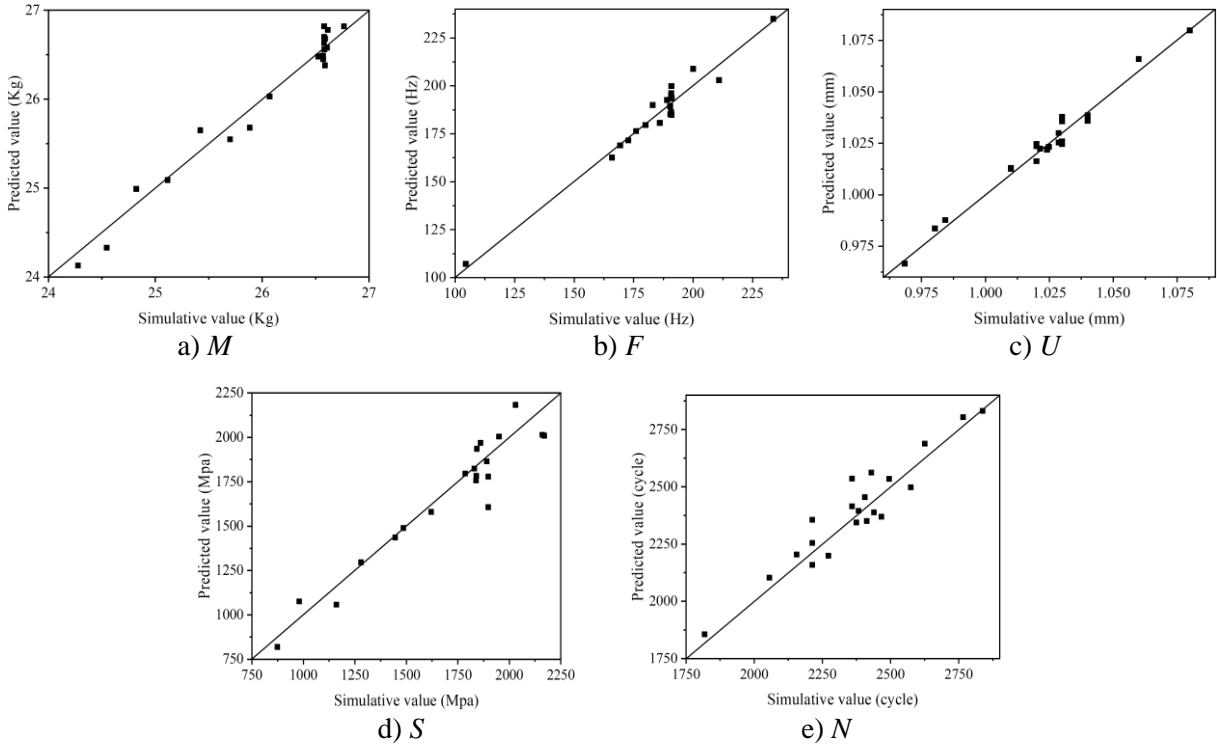 27
26
25
24
Predicted value (Kg)
24 25 26 27
Simulative value (Kg)
a) M
225
200
175
150
125
100
Predicted value (Hz)
100 125 150 175 200 225
Simulative value (Hz)
b) F
1.075
1.050
1.025
1.000
0.975
Predicted value (mm)
0.975 1.000 1.025 1.050 1.075
Simulative value (mm)
c) U
2250
2000
1750
1500
1250
1000
750
Predicted value (Mpa)
750 1000 1250 1500 1750 2000 2250
Simulative value (Mpa)
d) S
2750
2500
2250
2000
1750
Predicted value (cycle)
1750 2000 2250 2500 2750
Simulative value (cycle)
e) N